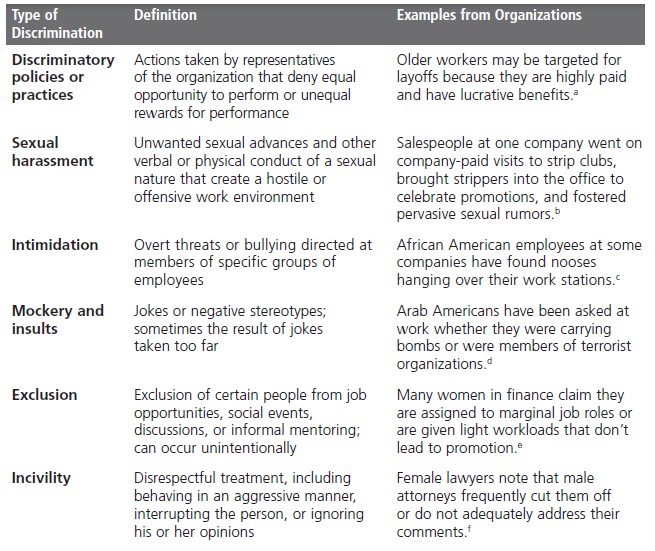 Type of Discrimination	Definition	Examples from Organizations
Discriminatory policies or practices
Actions taken by representatives
of the organization that deny equal
opportunity to perform or unequal
rewards for performance
Older workers may be targeted for
layoffs because they are highly paid
and have lucrative benefits.ᵃ
Sexual
harassment
Unwanted sexual advances and other
verbal or physical conduct of a sexual
nature that create a hostile or
offensive work environment
Salespeople at one company went on
company-paid visits to strip clubs,
brought strippers into the office to
celebrate promotions, and fostered
pervasive sexual rumors.ᵇ
Intimidation
Overt threats or bullying directed at
members of specific groups of
employees
African American employees at some
companies have found nooses
hanging over their work stations.ᶜ
Mockery and
insults
Jokes or negative stereotypes;
sometimes the result of jokes
taken too far
Arab Americans have been asked at
work whether they were carrying
bombs or were members of terrorist
organizations.ᵈ
Exclusion
Exclusion of certain people from job
opportunities, social events,
discussions, or informal mentoring;
can occur unintentionally
Many women in finance claim they
are assigned to marginal job roles or
are given light workloads that don't
lead to promotion.ᵉ
Incivility
Disrespectful treatment, including
behaving in an aggressive manner,
interrupting the person, or ignoring
his or her opinions
Female lawyers note that male
attorneys frequently cut them off
or do not adequately address their
comments.ᶠ